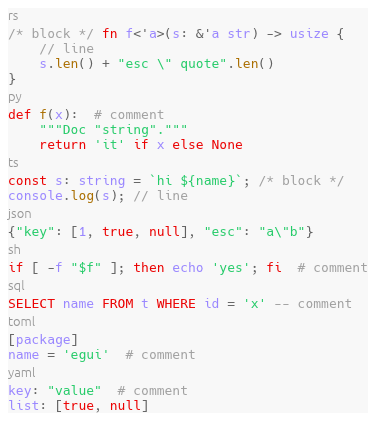 rs
/* block */ fn f<'a>(s: &'a str) -> usize {
    // line
    s.len() + "esc \" quote".len()
}
py
def f(x):  # comment
    """Doc "string"."""
    return 'it' if x else None
ts
const s: string = `hi ${name}`; /* block */
console.log(s); // line
json
{"key": [1, true, null], "esc": "a\"b"}
sh
if [ -f "$f" ]; then echo 'yes'; fi  # comment
sql
SELECT name FROM t WHERE id = 'x' -- comment
toml
[package]
name = 'egui'  # comment
yaml
key: "value"  # comment
list: [true, null]